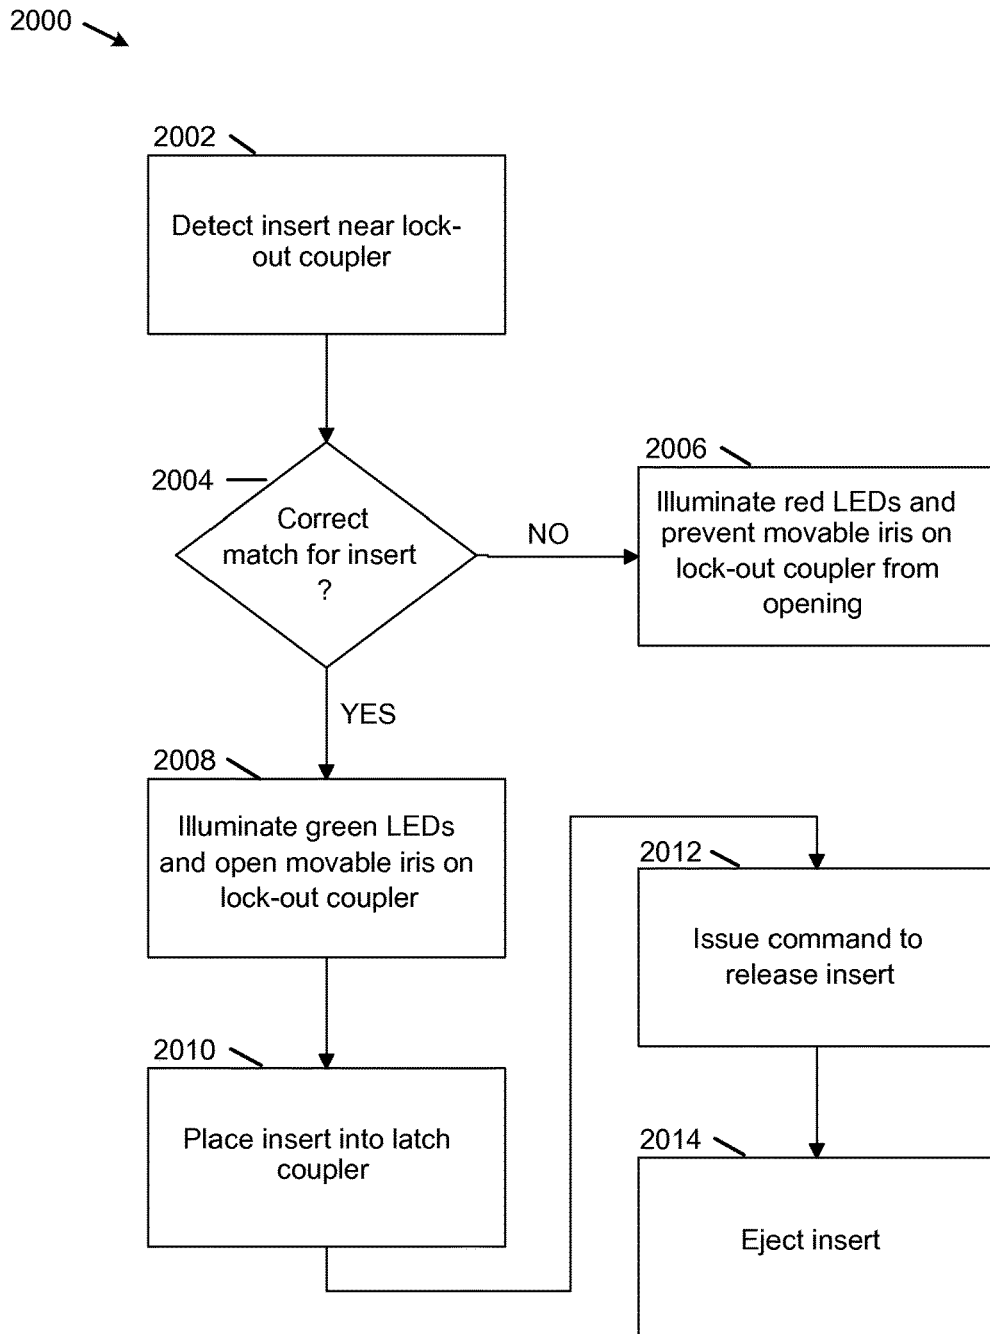 2000
2002
Detect insert near lock-
out coupler
2004
Correct
match for insert
?
NO
2006
Illuminate red LEDs and
prevent movable iris on
lock-out coupler from
opening
YES
2008
Illuminate green LEDs
and open movable iris on
lock-out coupler
2010
Place insert into latch
coupler
2012
Issue command to
release insert
2014
Eject insert